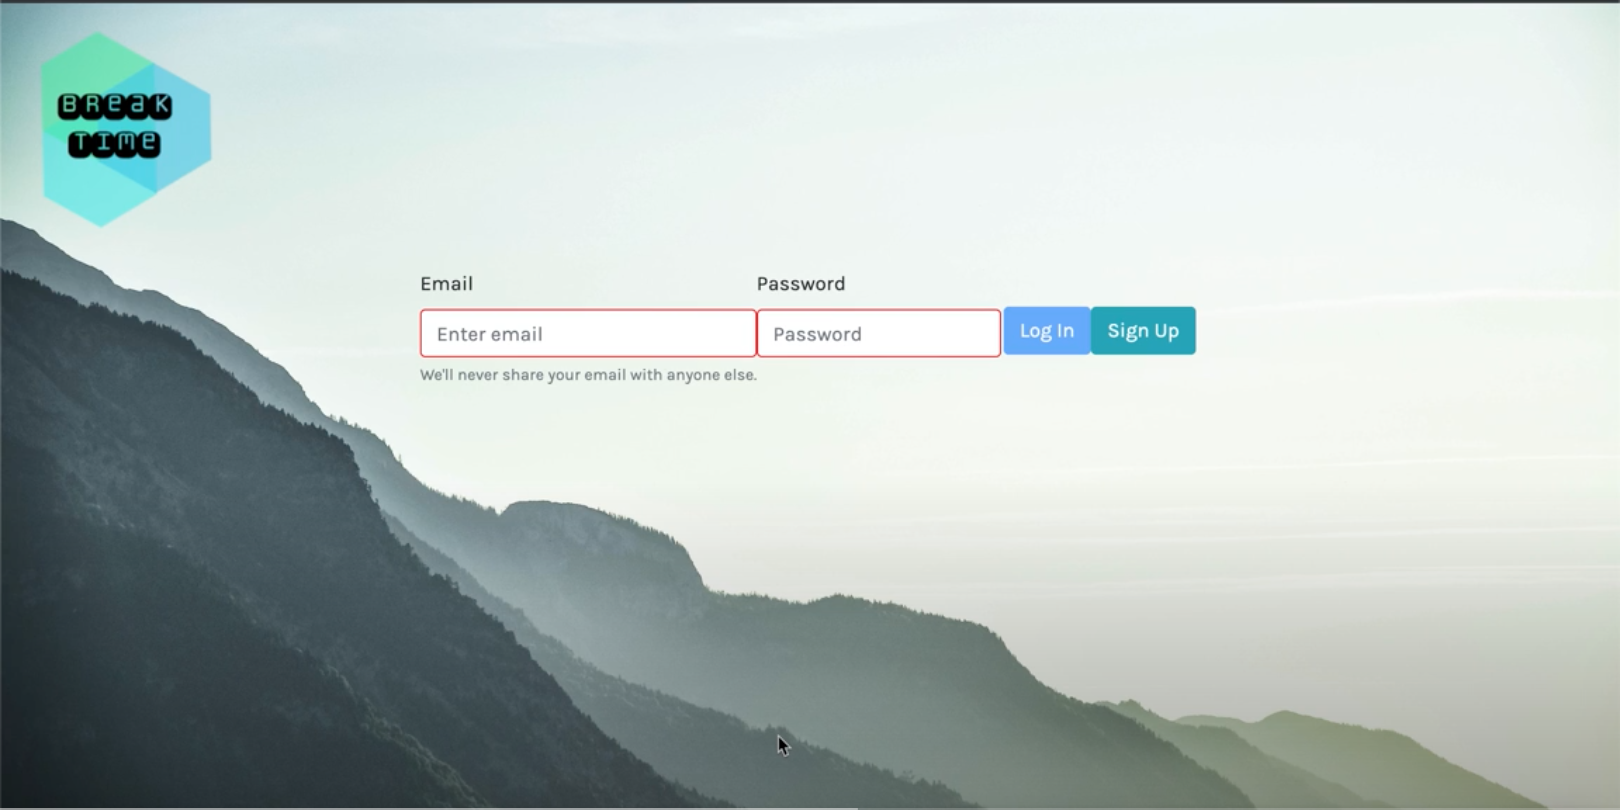 BReaK
TIMe
Email
Password
Enter email
Password
Log In
Sign Up
We'll never share your email with anyone else.